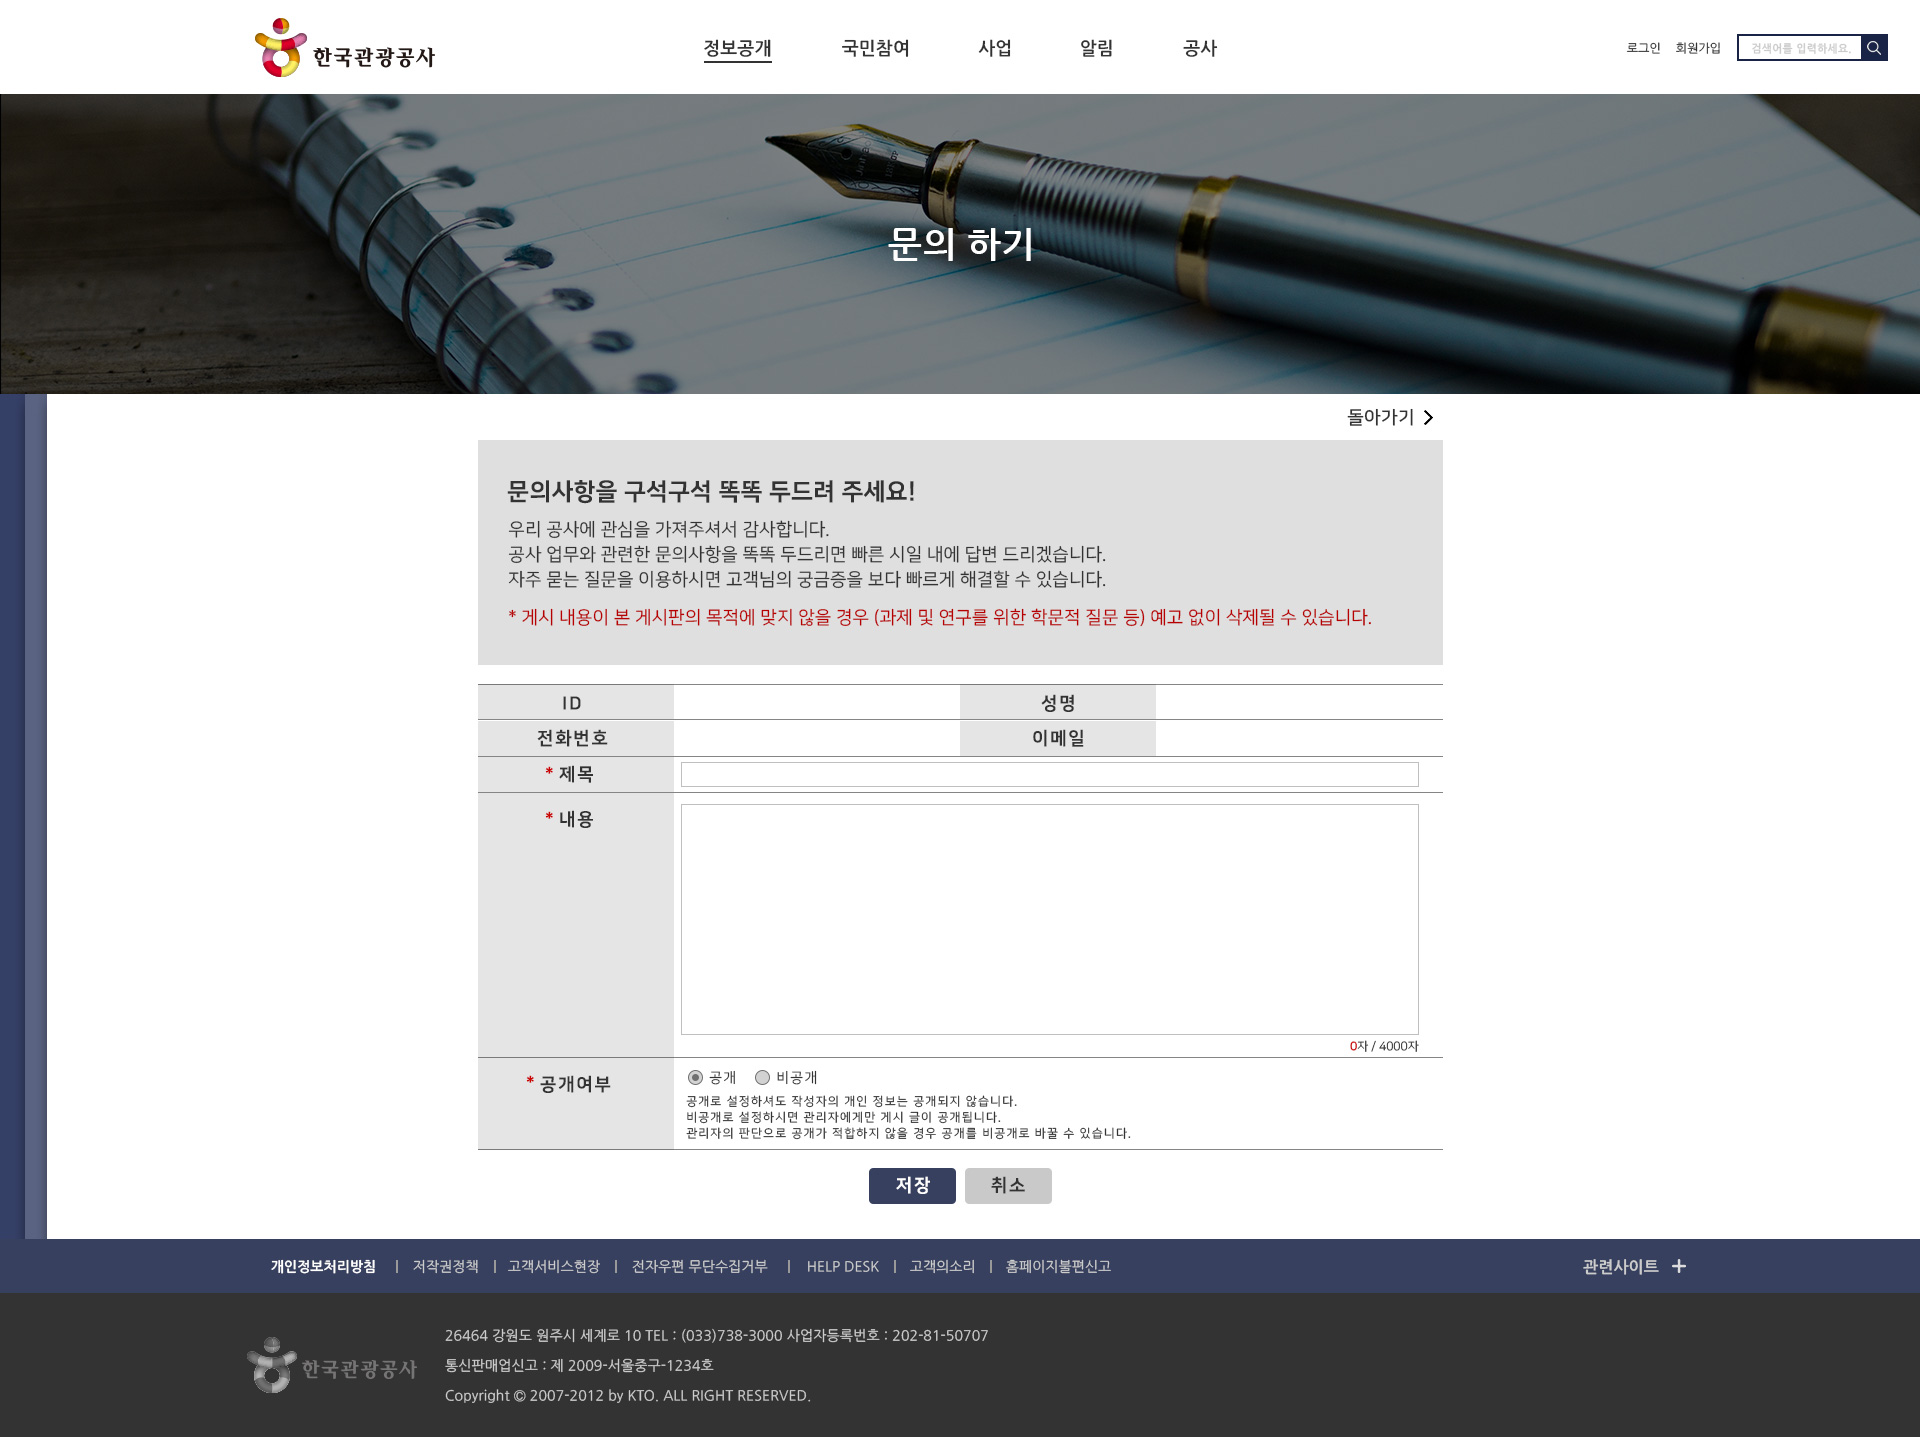 한국관광공사
정보공개 국민참여 사업 알림 공사
로그인 회원가입 검색어를 입력하세요.
문의 하기
돌아가기
문의사항을 구석구석 똑똑 두드려 주세요!
우리 공사에 관심을 가져주셔서 감사합니다.
공사 업무와 관련한 문의사항을 똑똑 두드리면 빠른 시일 내에 답변 드리겠습니다.
자주 묻는 질문을 이용하시면 고객님의 궁금증을 보다 빠르게 해결할 수 있습니다.
* 게시 내용이 본 게시판의 목적에 맞지 않을 경우 (과제 및 연구를 위한 학문적 질문 등) 예고 없이 삭제될 수 있습니다.
ID 성명
전화번호 이메일
* 제목
* 내용
0자 / 4000자
* 공개여부 공개 비공개
공개로 설정하셔도 작성자의 개인 정보는 공개되지 않습니다.
비공개로 설정하시면 관리자에게만 게시 글이 공개됩니다.
관리자의 판단으로 공개가 적합하지 않을 경우 공개를 비공개로 바꿀 수 있습니다.
저장 취소
개인정보처리방침 | 저작권정책 | 고객서비스현장 | 전자우편 무단수집거부 | HELP DESK | 고객의소리 | 홈페이지불편신고 관련사이트 +
26464 강원도 원주시 세계로 10 TEL : (033)738-3000 사업자등록번호 : 202-81-50707
한국관광공사
통신판매업신고 : 제 2009-서울중구-1234호
Copyright © 2007-2012 by KTO. ALL RIGHT RESERVED.